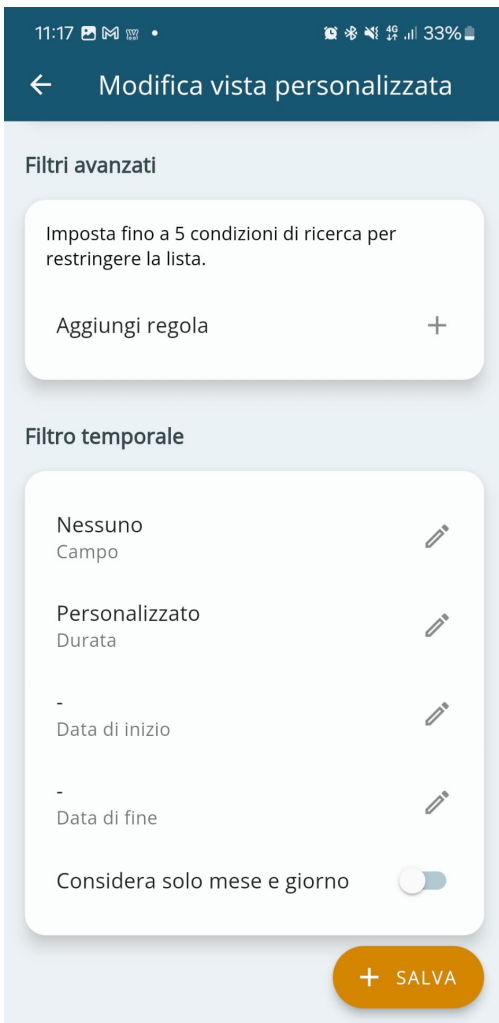 11:17
4G
33%
Modifica vista personalizzata
Filtri avanzati
Imposta fino a 5 condizioni di ricerca per
restringere la lista.
Aggiungi regola
Filtro temporale
Nessuno
Campo
Personalizzato
Durata
-
Data di inizio
-
Data di fine
Considera solo mese e giorno
+ SALVA